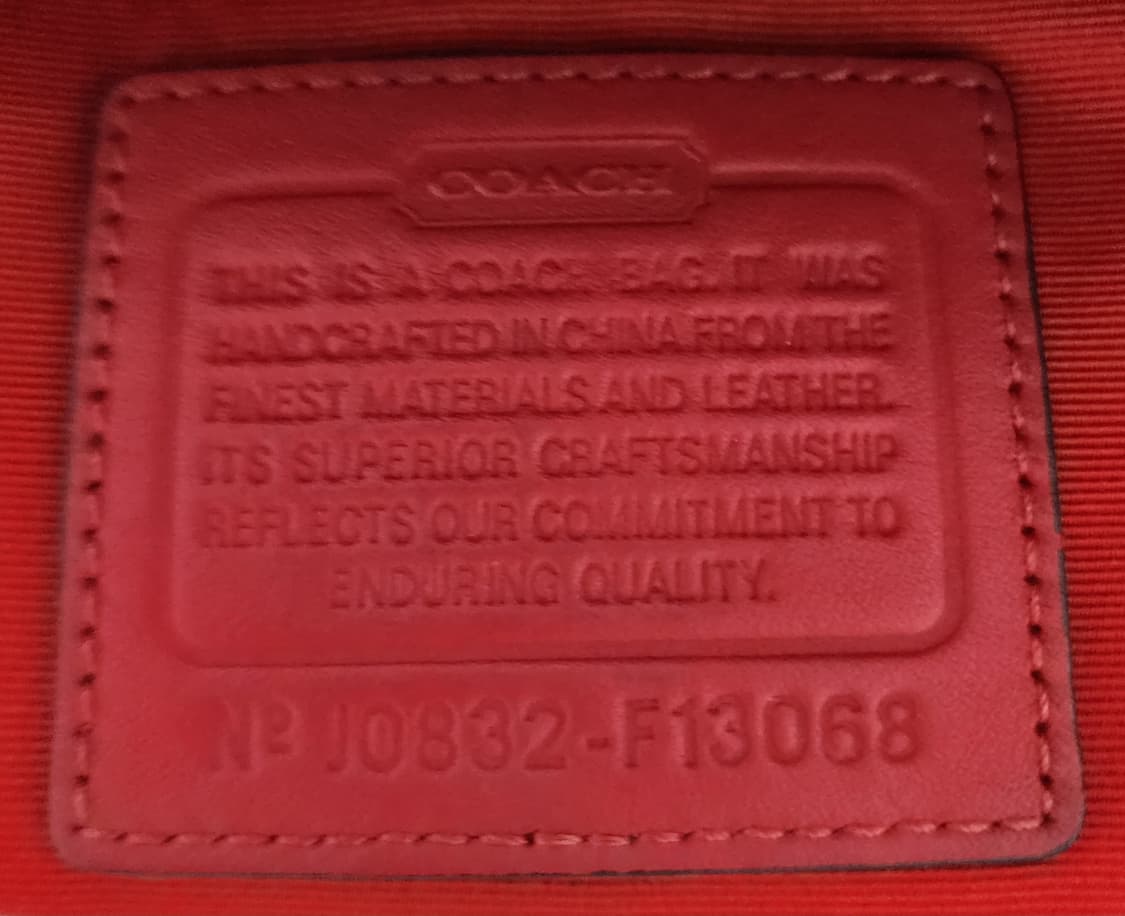 COACH
THIS IS A COACH BAG. IT WAS
HANDCRAFTED IN CHINA FROM THE
FINEST MATERIALS AND LEATHER.
ITS SUPERIOR CRAFTSMANSHIP
REFLECTS OUR COMMITMENT TO
ENDURING QUALITY.
Nº J0832-F13068